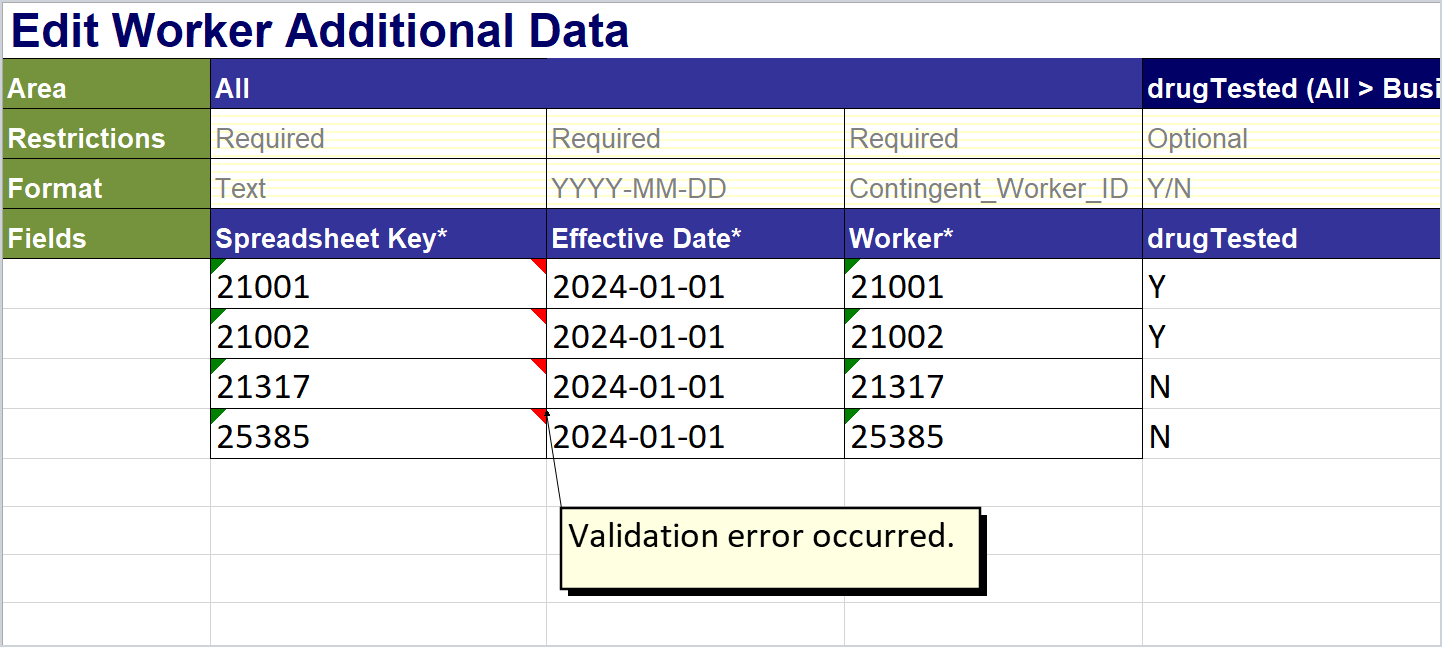 Edit Worker Additional Data
Area All drugTested (All > Busi
Restrictions Required Required Required Optional
Format Text YYYY-MM-DD Contingent_Worker_ID Y/N
Fields Spreadsheet Key* Effective Date* Worker* drugTested
21001 2024-01-01 21001 Y
21002 2024-01-01 21002 Y
21317 2024-01-01 21317 N
25385 2024-01-01 25385 N
Validation error occurred.